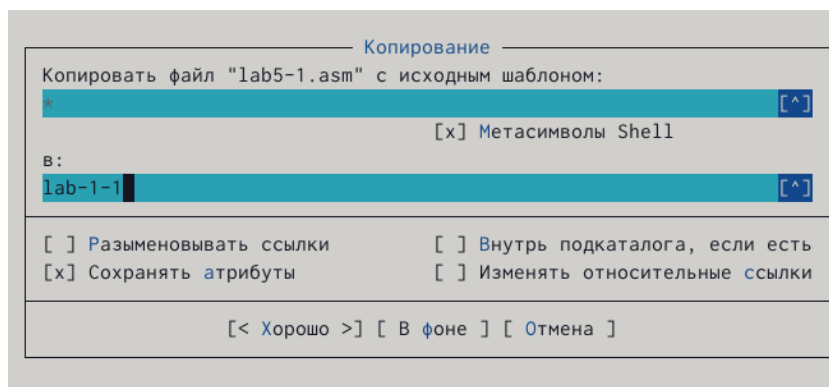 Копирование
Копировать файл "lab5-1.asm" с исходным шаблоном:
* [^]
[x] Метасимволы Shell
в:
lab-1-1 [^]
[ ] Разыменовывать ссылки [ ] Внутрь подкаталога, если есть
[x] Сохранять атрибуты [ ] Изменять относительные ссылки
[< Хорошо >] [ В фоне ] [ Отмена ]